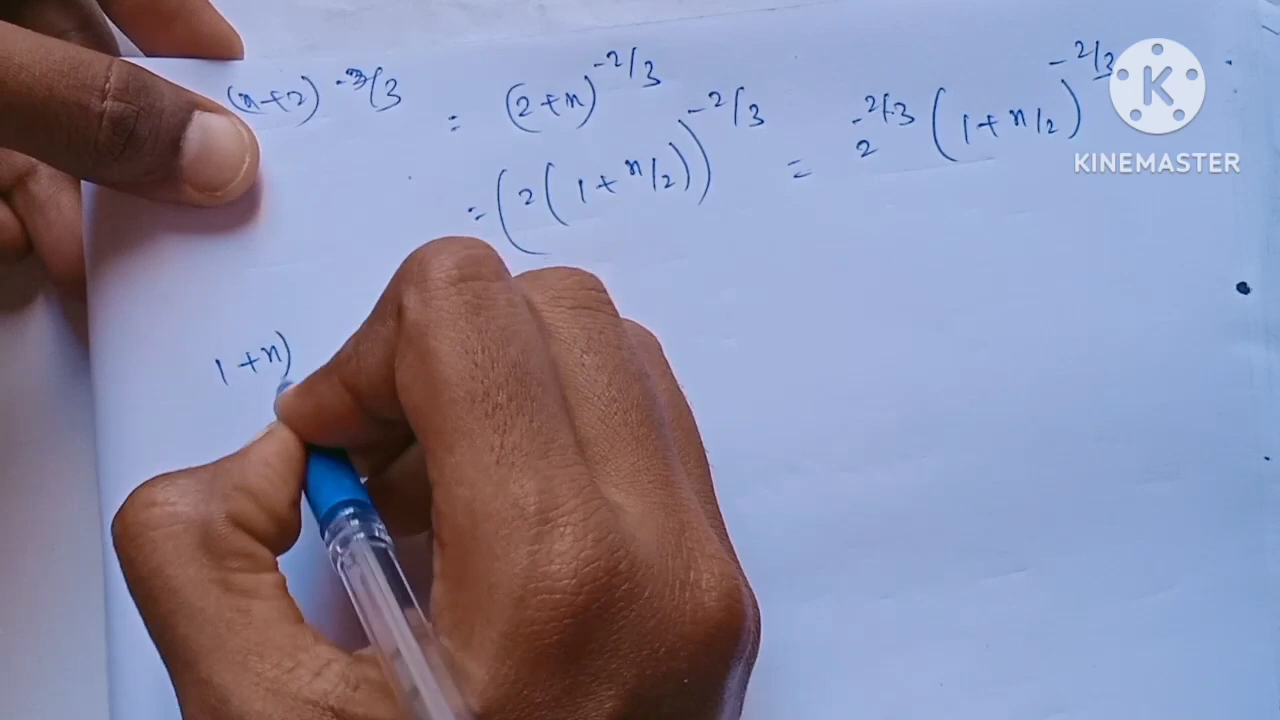 (x+2)^-2/3 = (2+x)^-2/3
= (2(1+x/2))^-2/3 = 2^-2/3 (1+x/2)^-2/3
1+x)
KINEMASTER